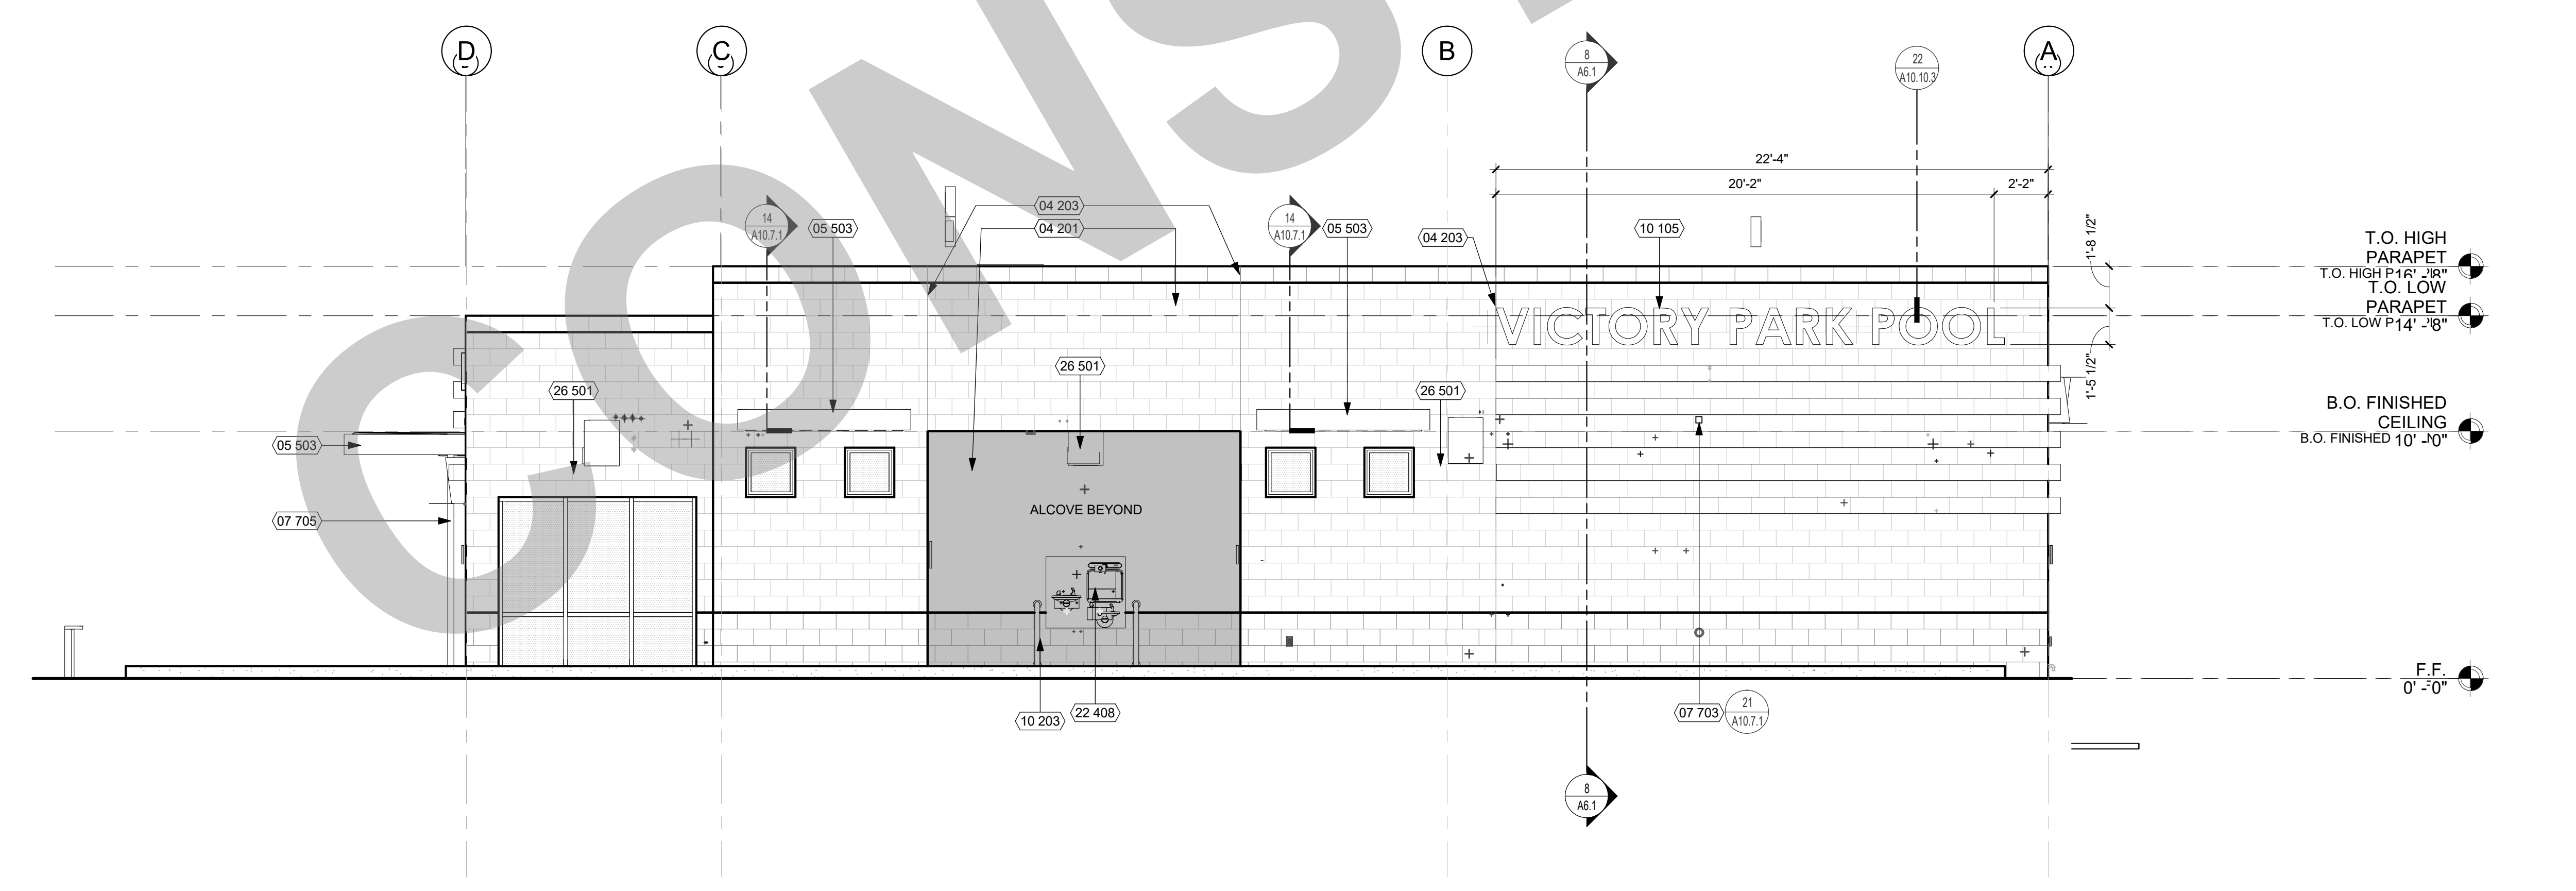 CONS
D
C
B
A
8
A6.1
22
A10.10.3
22'-4"
20'-2"
2'-2"
04 203
04 201
14
A10.7.1
05 503
14
A10.7.1
05 503
04 203
10 105
1'-8 1/2"
T.O. HIGH
PARAPET
16' - 8"
T.O. LOW
PARAPET
14' - 8"
VICTORY PARK POOL
1'-5 1/2"
26 501
26 501
26 501
B.O. FINISHED
CEILING
B.O. FINISHED 10' - 0"
05 503
07 705
ALCOVE BEYOND
F.F.
0' - 0"
10 203
22 408
07 703
21
A10.7.1
8
A6.1